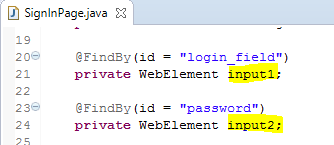 SignInPage.java
19
20 @FindBy(id = "login_field")
21 private WebElement input1;
22
23 @FindBy(id = "password")
24 private WebElement input2;